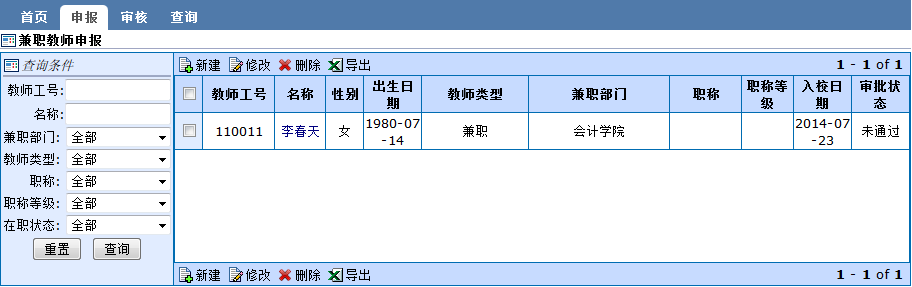 首页 申报 审核 查询
兼职教师申报
查询条件
教师工号:
名称:
兼职部门: 全部
教师类型: 全部
职称: 全部
职称等级: 全部
在职状态: 全部
重置 查询
新建 修改 删除 导出 1 - 1 of 1
教师工号 名称 性别 出生日期 教师类型 兼职部门 职称 职称等级 入校日期 审批状态
110011 李春天 女 1980-07-14 兼职 会计学院 2014-07-23 未通过
新建 修改 删除 导出 1 - 1 of 1